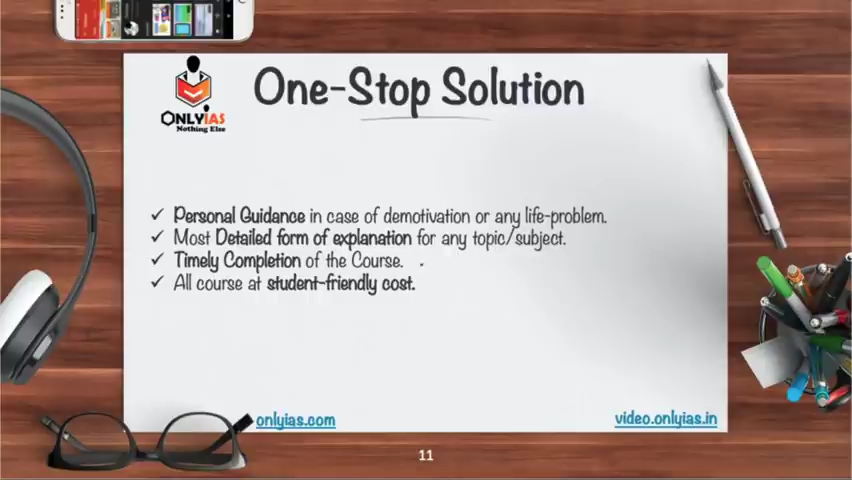 One-Stop Solution
ONLYIAS
Nothing Else
✓ Personal Guidance in case of demotivation or any life-problem.
✓ Most Detailed form of explanation for any topic/subject.
✓ Timely Completion of the Course.
✓ All course at student-friendly cost.
onlyias.com
video.onlyias.in
11